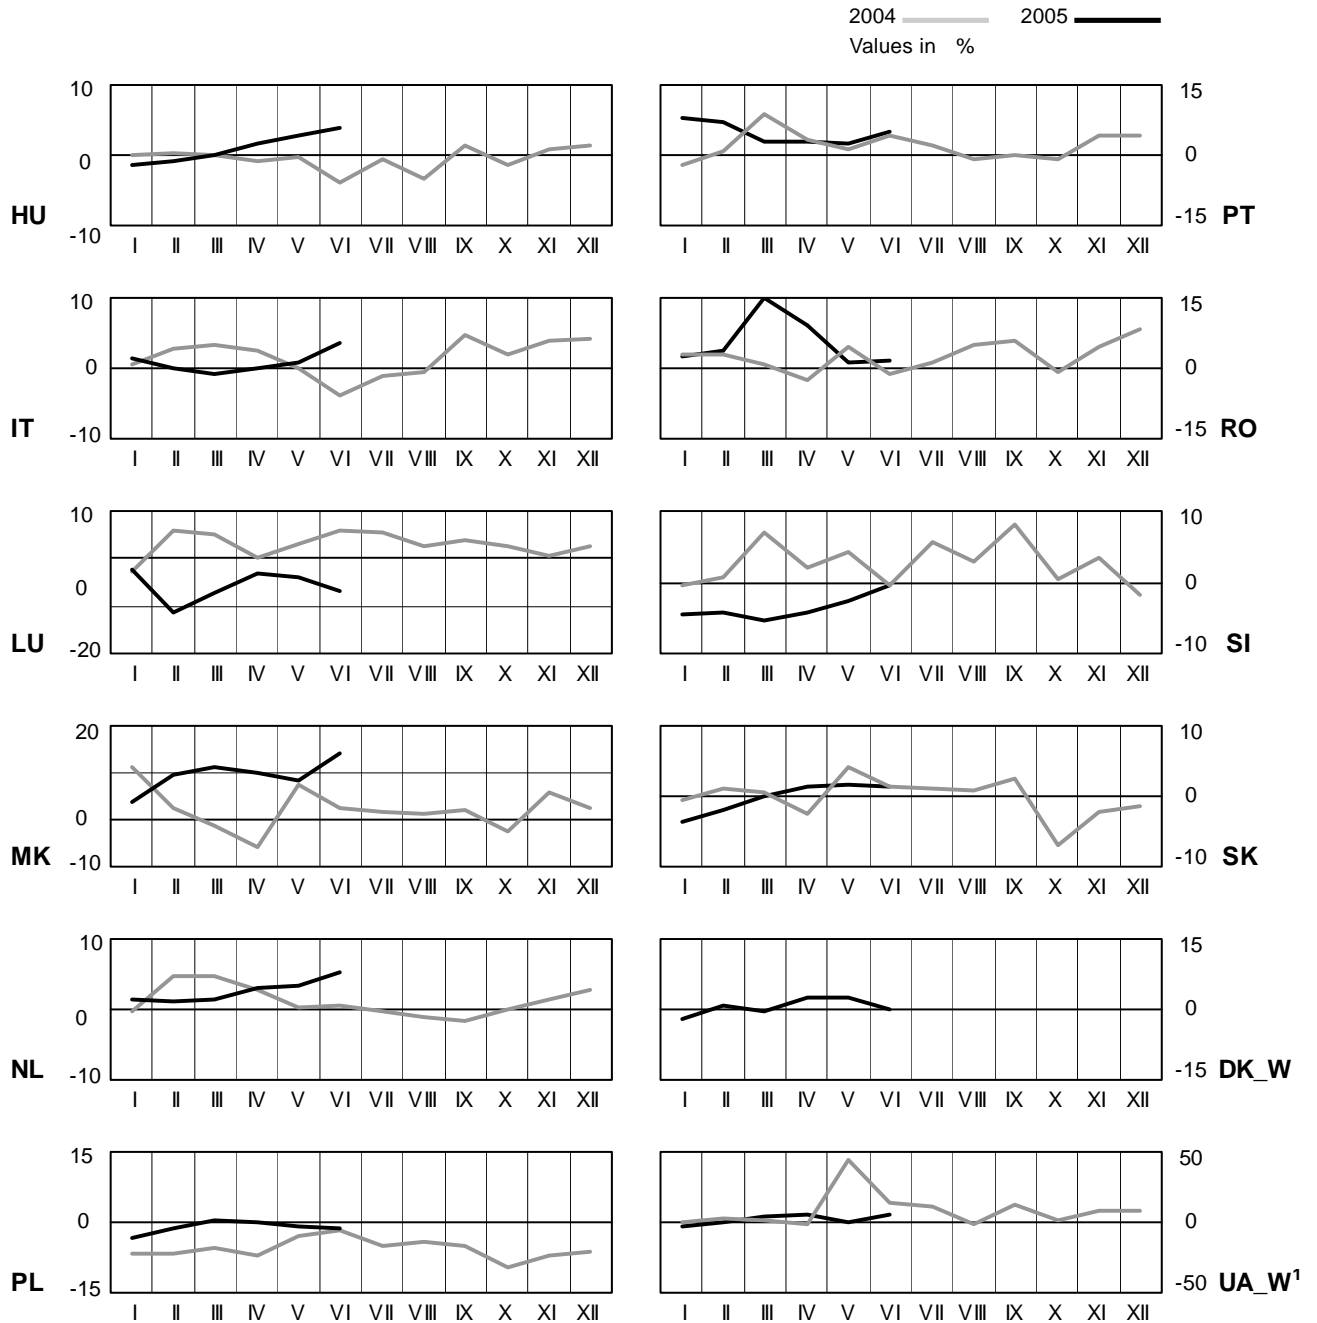 2004 2005
Values in %
10 0 -10 HU
I II III IV V VI VII VIII IX X XI XII
15 0 -15 PT
I II III IV V VI VII VIII IX X XI XII
10 0 -10 IT
I II III IV V VI VII VIII IX X XI XII
15 0 -15 RO
I II III IV V VI VII VIII IX X XI XII
10 0 -20 LU
I II III IV V VI VII VIII IX X XI XII
10 0 -10 SI
I II III IV V VI VII VIII IX X XI XII
20 0 -10 MK
I II III IV V VI VII VIII IX X XI XII
10 0 -10 SK
I II III IV V VI VII VIII IX X XI XII
10 0 -10 NL
I II III IV V VI VII VIII IX X XI XII
15 0 -15 DK_W
I II III IV V VI VII VIII IX X XI XII
15 0 -15 PL
I II III IV V VI VII VIII IX X XI XII
50 0 -50 UA_W¹
I II III IV V VI VII VIII IX X XI XII